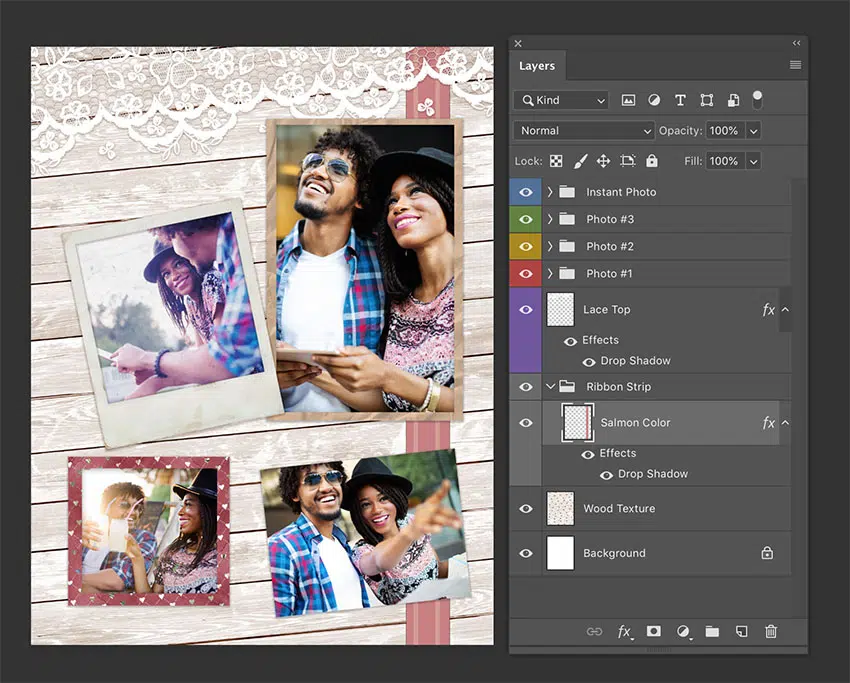 Layers
Kind
Normal Opacity: 100%
Lock: Fill: 100%
Instant Photo
Photo #3
Photo #2
Photo #1
Lace Top fx
Effects
Drop Shadow
Ribbon Strip
Salmon Color fx
Effects
Drop Shadow
Wood Texture
Background
fx